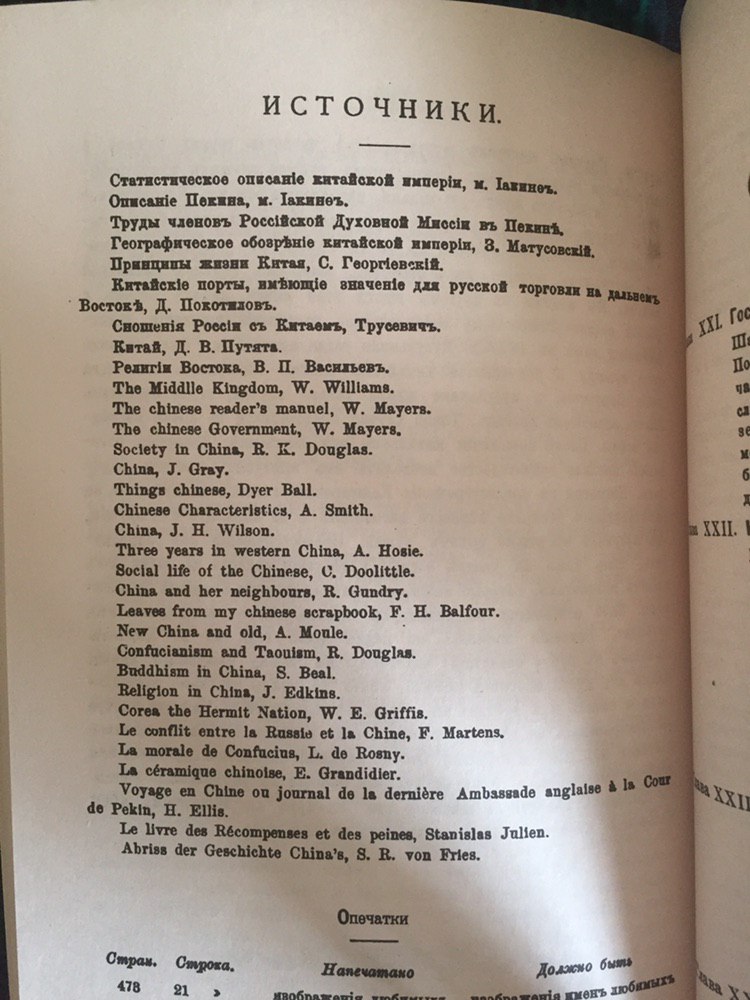 ИСТОЧНИКИ.
Статистическое описаніе китайской имперіи, м. Іакинѳъ.
Описаніе Пекина, м. Іакинѳъ.
Труды членовъ Россійской Духовной Миссіи въ Пекинѣ.
Географическое обозрѣніе китайской имперіи, З. Матусовскій.
Принципы жизни Китая, С. Георгіевскій.
Китайскіе порты, имѣющіе значеніе для русской торговли на дальнемъ
Востокѣ, Д. Покотиловъ.
Сношенія Россіи съ Китаемъ, Трусевичъ.
Китай, Д. В. Путята.
Религіи Востока, В. П. Васильевъ.
The Middlle Kingdom, W. Williams.
The chinese reader's manuel, W. Mayers.
The chinese Government, W. Mayers.
Society in China, R. K. Douglas.
China, J. Gray.
Things chinese, Dyer Ball.
Chinese Characteristics, A. Smith.
China, J. H. Wilson.
Three years in western China, A. Hosie.
Social life of the Chinese, C. Doolittle.
China and her neighbours, R. Gundry.
Leaves from my chinese scrapbook, F. H. Balfour.
New China and old, A. Moule.
Confucianism and Taouism, R. Douglas.
Buddhism in China, S. Beal.
Religion in China, J. Edkins.
Corea the Hermit Nation, W. E. Griffis.
Le conflit entre la Russie et la Chine, F. Martens.
La morale de Confucius, L. de Rosny.
La céramique chinoise, E. Grandidier.
Voyage en Chine ou journal de la dernière Ambassade anglaise à la Cour
de Pekin, H. Ellis.
Le livre des Récompenses et des peines, Stanislas Julien.
Abriss der Geschichte China's, S. R. von Fries.
Опечатки
Стран. Строка. Напечатано Должно быть
478 21 » изображенія любимыхъ изображенія именъ любимыхъ
XXI. Гос
XXII.